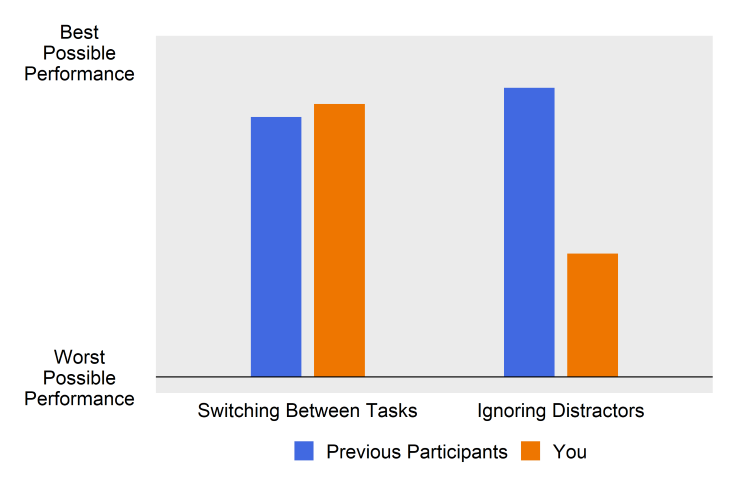 Best
Possible
Performance
Worst
Possible
Performance
Switching Between Tasks
Ignoring Distractors
Previous Participants
You